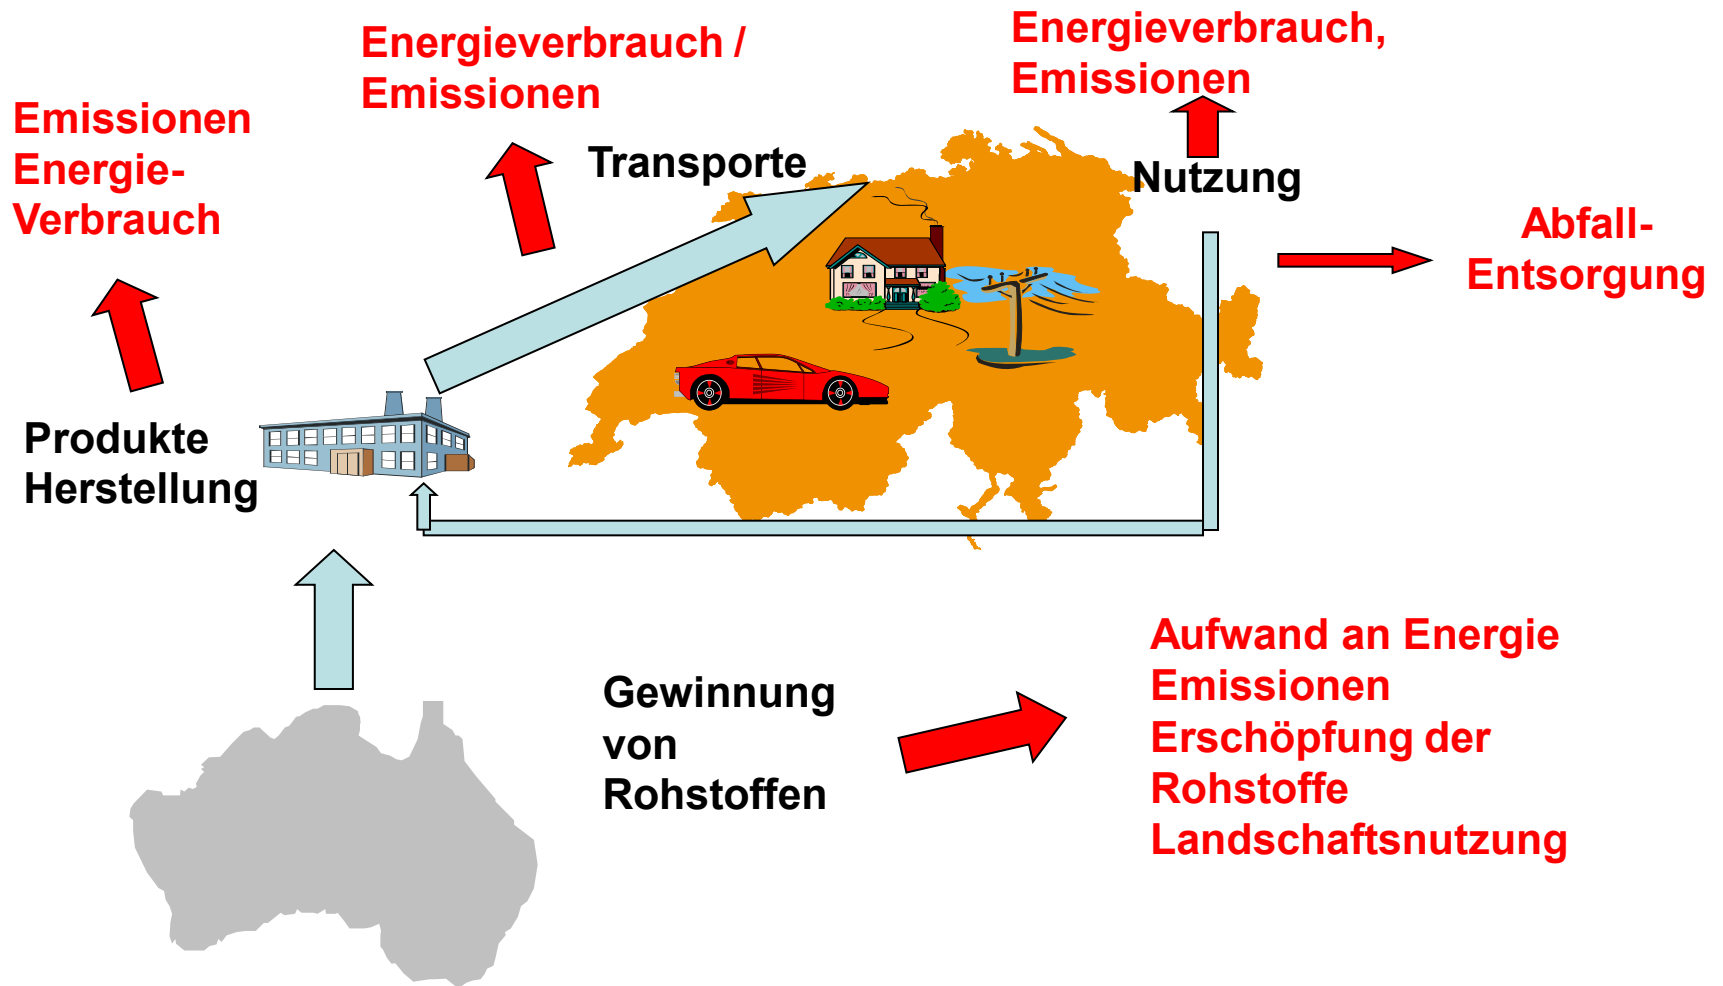 Energieverbrauch /
Emissionen
Energieverbrauch,
Emissionen
Emissionen
Energie-
Verbrauch
Transporte
Nutzung
Abfall-
Entsorgung
Produkte
Herstellung
Gewinnung
von
Rohstoffen
Aufwand an Energie
Emissionen
Erschöpfung der
Rohstoffe
Landschaftsnutzung